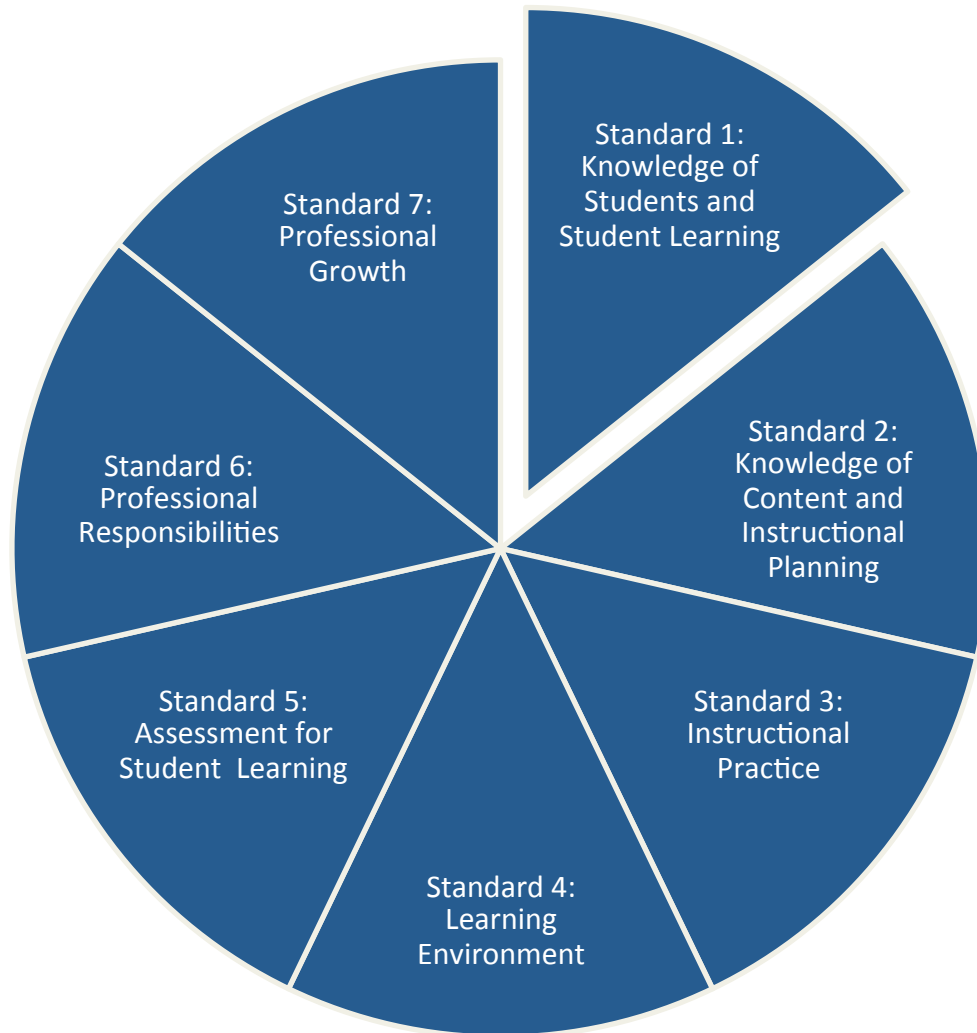 Standard 1:
Knowledge of
Students and
Student Learning
Standard 2:
Knowledge of
Content and
Instructional
Planning
Standard 3:
Instructional
Practice
Standard 4:
Learning
Environment
Standard 5:
Assessment for
Student  Learning
Standard 6:
Professional
Responsibilities
Standard 7:
Professional
Growth